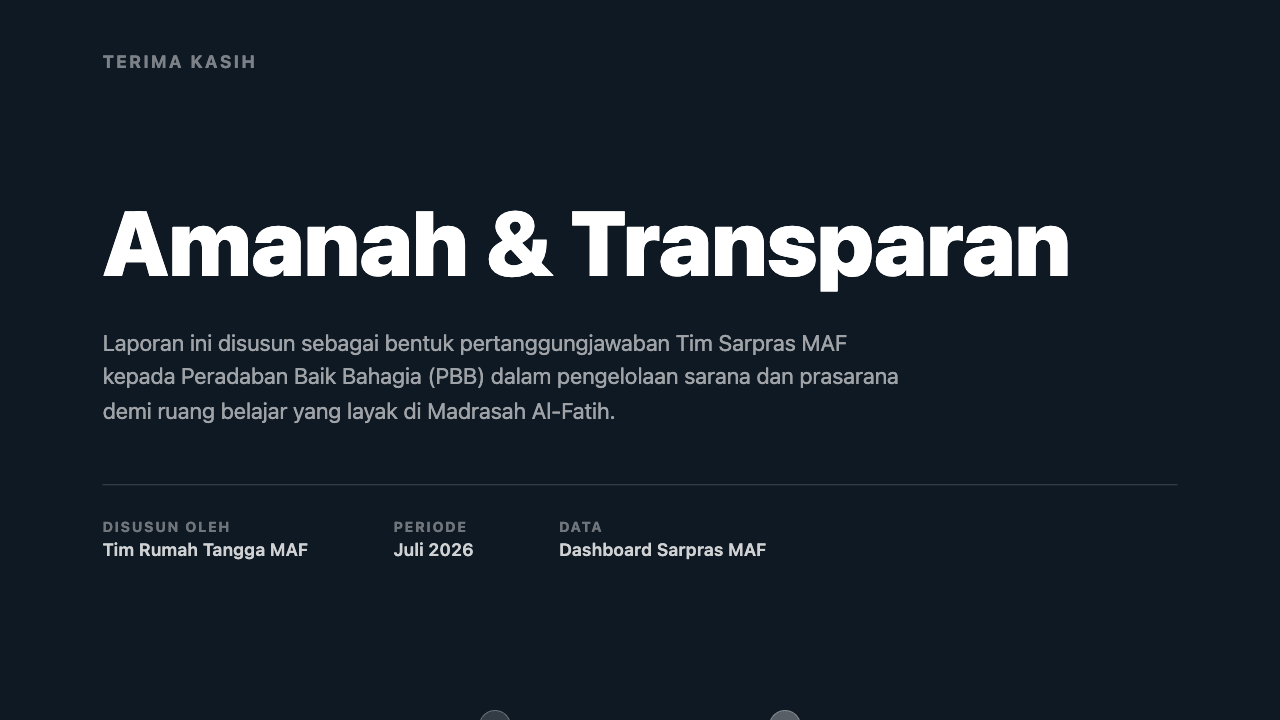 TERIMA KASIH
Amanah & Transparan
Laporan ini disusun sebagai bentuk pertanggungjawaban Tim Sarpras MAF
kepada Peradaban Baik Bahagia (PBB) dalam pengelolaan sarana dan prasarana
demi ruang belajar yang layak di Madrasah Al-Fatih.
DISUSUN OLEH
Tim Rumah Tangga MAF
PERIODE
Juli 2026
DATA
Dashboard Sarpras MAF